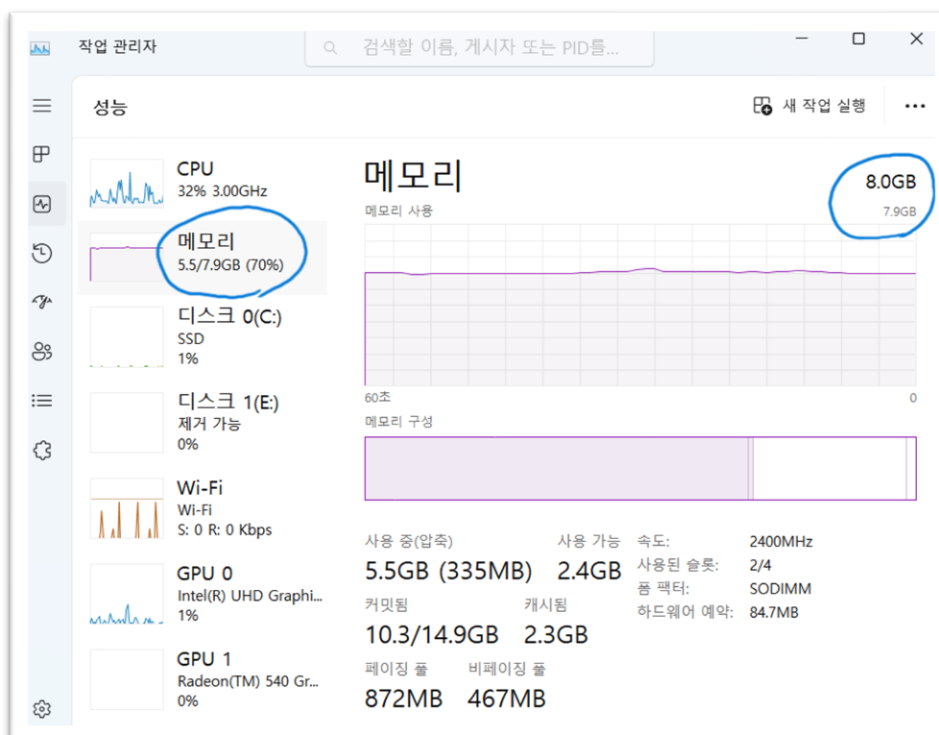 작업 관리자
검색할 이름, 게시자 또는 PID를...
성능
새 작업 실행
CPU
32% 3.00GHz
메모리
5.5/7.9GB (70%)
디스크 0(C:)
SSD
1%
디스크 1(E:)
제거 가능
0%
Wi-Fi
Wi-Fi
S: 0 R: 0 Kbps
GPU 0
Intel(R) UHD Graphi...
1%
GPU 1
Radeon(TM) 540 Gr...
0%
메모리
8.0GB
메모리 사용
7.9GB
60초
0
메모리 구성
사용 중(압축)
사용 가능
5.5GB (335MB)
2.4GB
커밋됨
캐시됨
10.3/14.9GB
2.3GB
페이징 풀
비페이징 풀
872MB
467MB
속도:
2400MHz
사용된 슬롯:
2/4
폼 팩터:
SODIMM
하드웨어 예약:
84.7MB